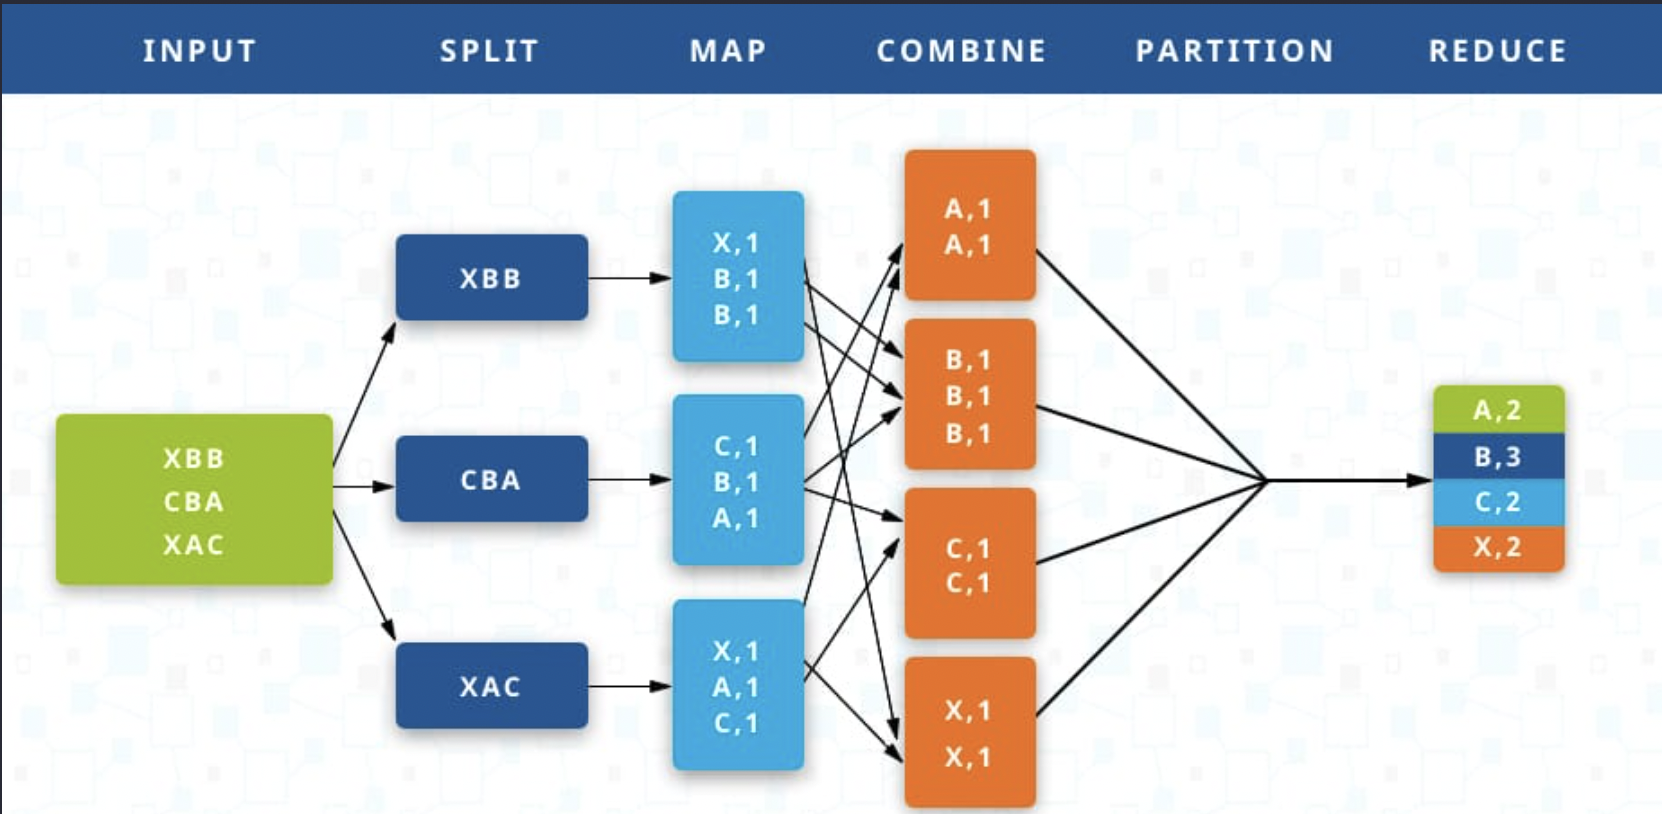 INPUT
SPLIT
MAP
COMBINE
PARTITION
REDUCE
XBB
CBA
XAC
XBB
CBA
XAC
X,1
B,1
B,1
C,1
B,1
A,1
X,1
A,1
C,1
A,1
A,1
B,1
B,1
B,1
C,1
C,1
X,1
X,1
A,2
B,3
C,2
X,2